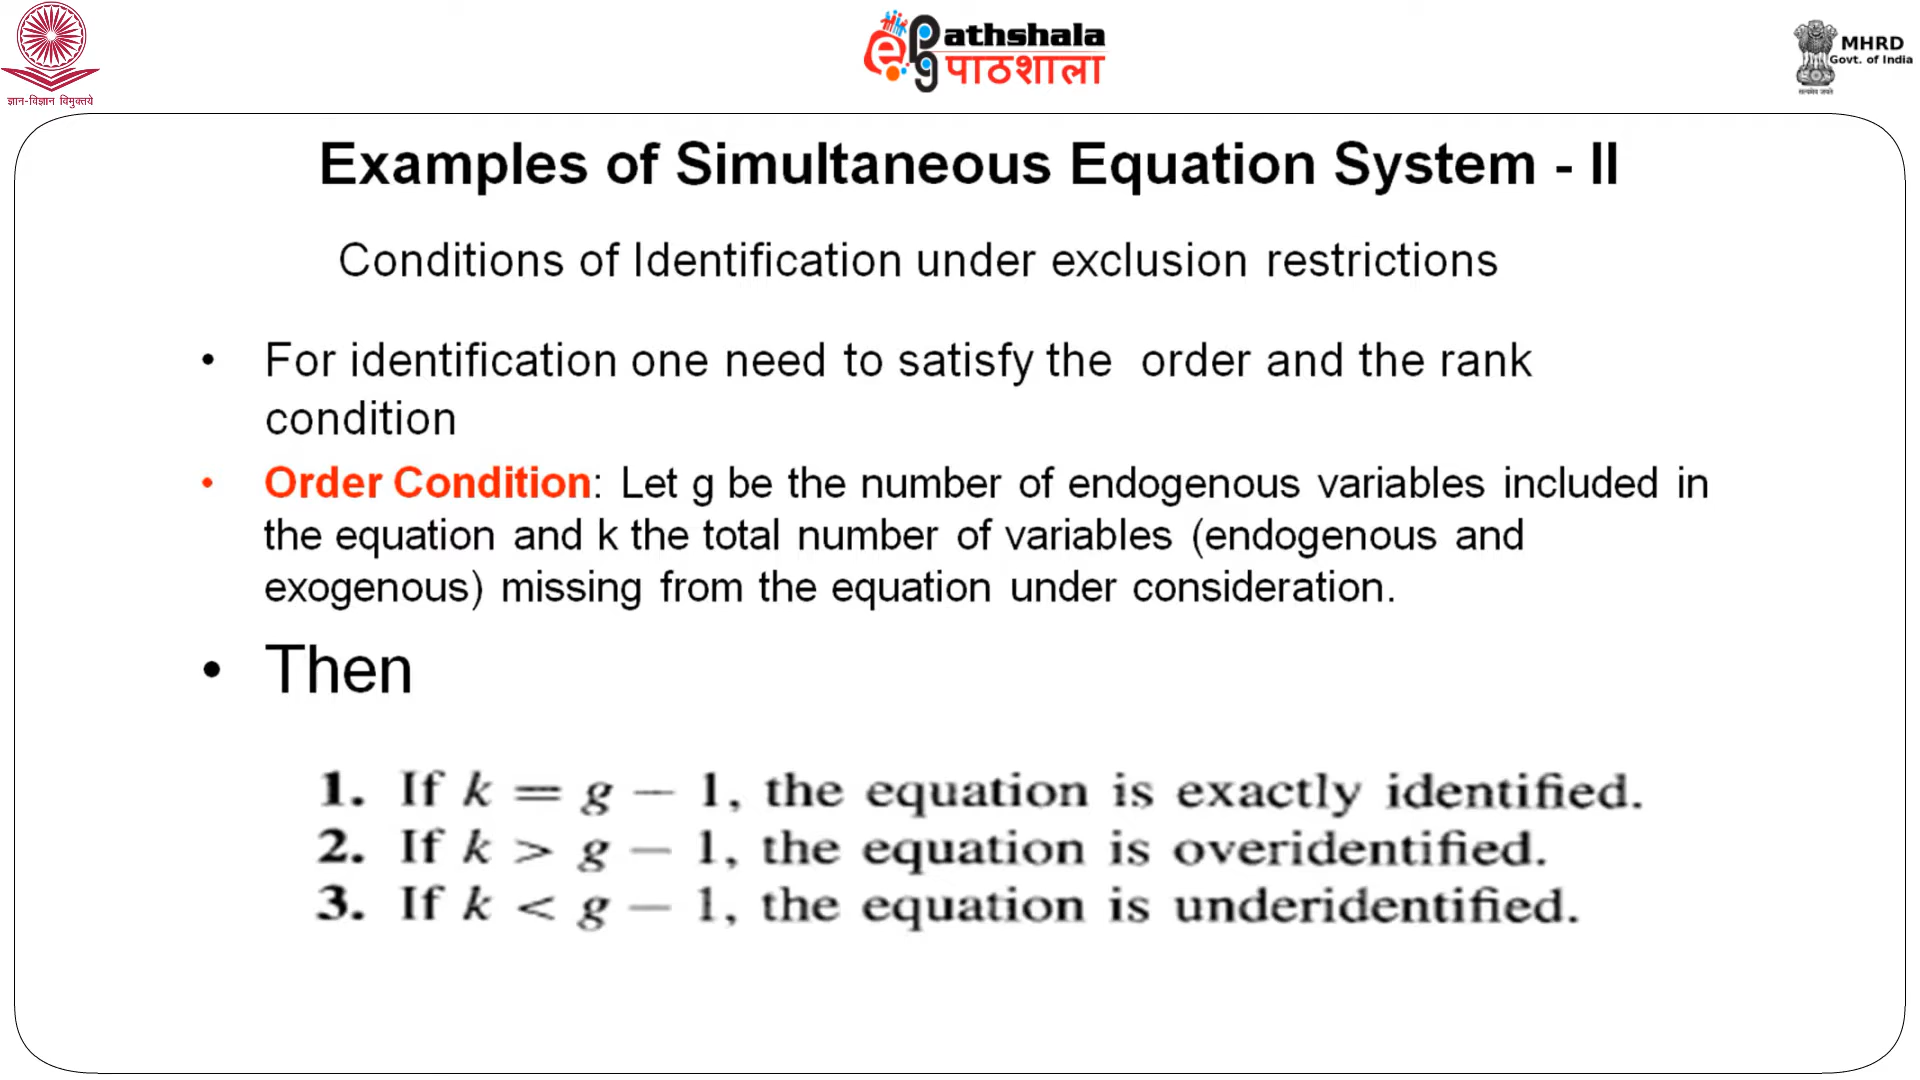 ज्ञान-विज्ञान विमुक्तये
ePg athshala
पाठशाला
MHRD
Govt. of India
सत्यमेव जयते
Examples of Simultaneous Equation System - II
Conditions of Identification under exclusion restrictions
• For identification one need to satisfy the order and the rank
condition
• Order Condition: Let g be the number of endogenous variables included in
the equation and k the total number of variables (endogenous and
exogenous) missing from the equation under consideration.
• Then
1. If k = g − 1, the equation is exactly identified.
2. If k > g − 1, the equation is overidentified.
3. If k < g − 1, the equation is underidentified.